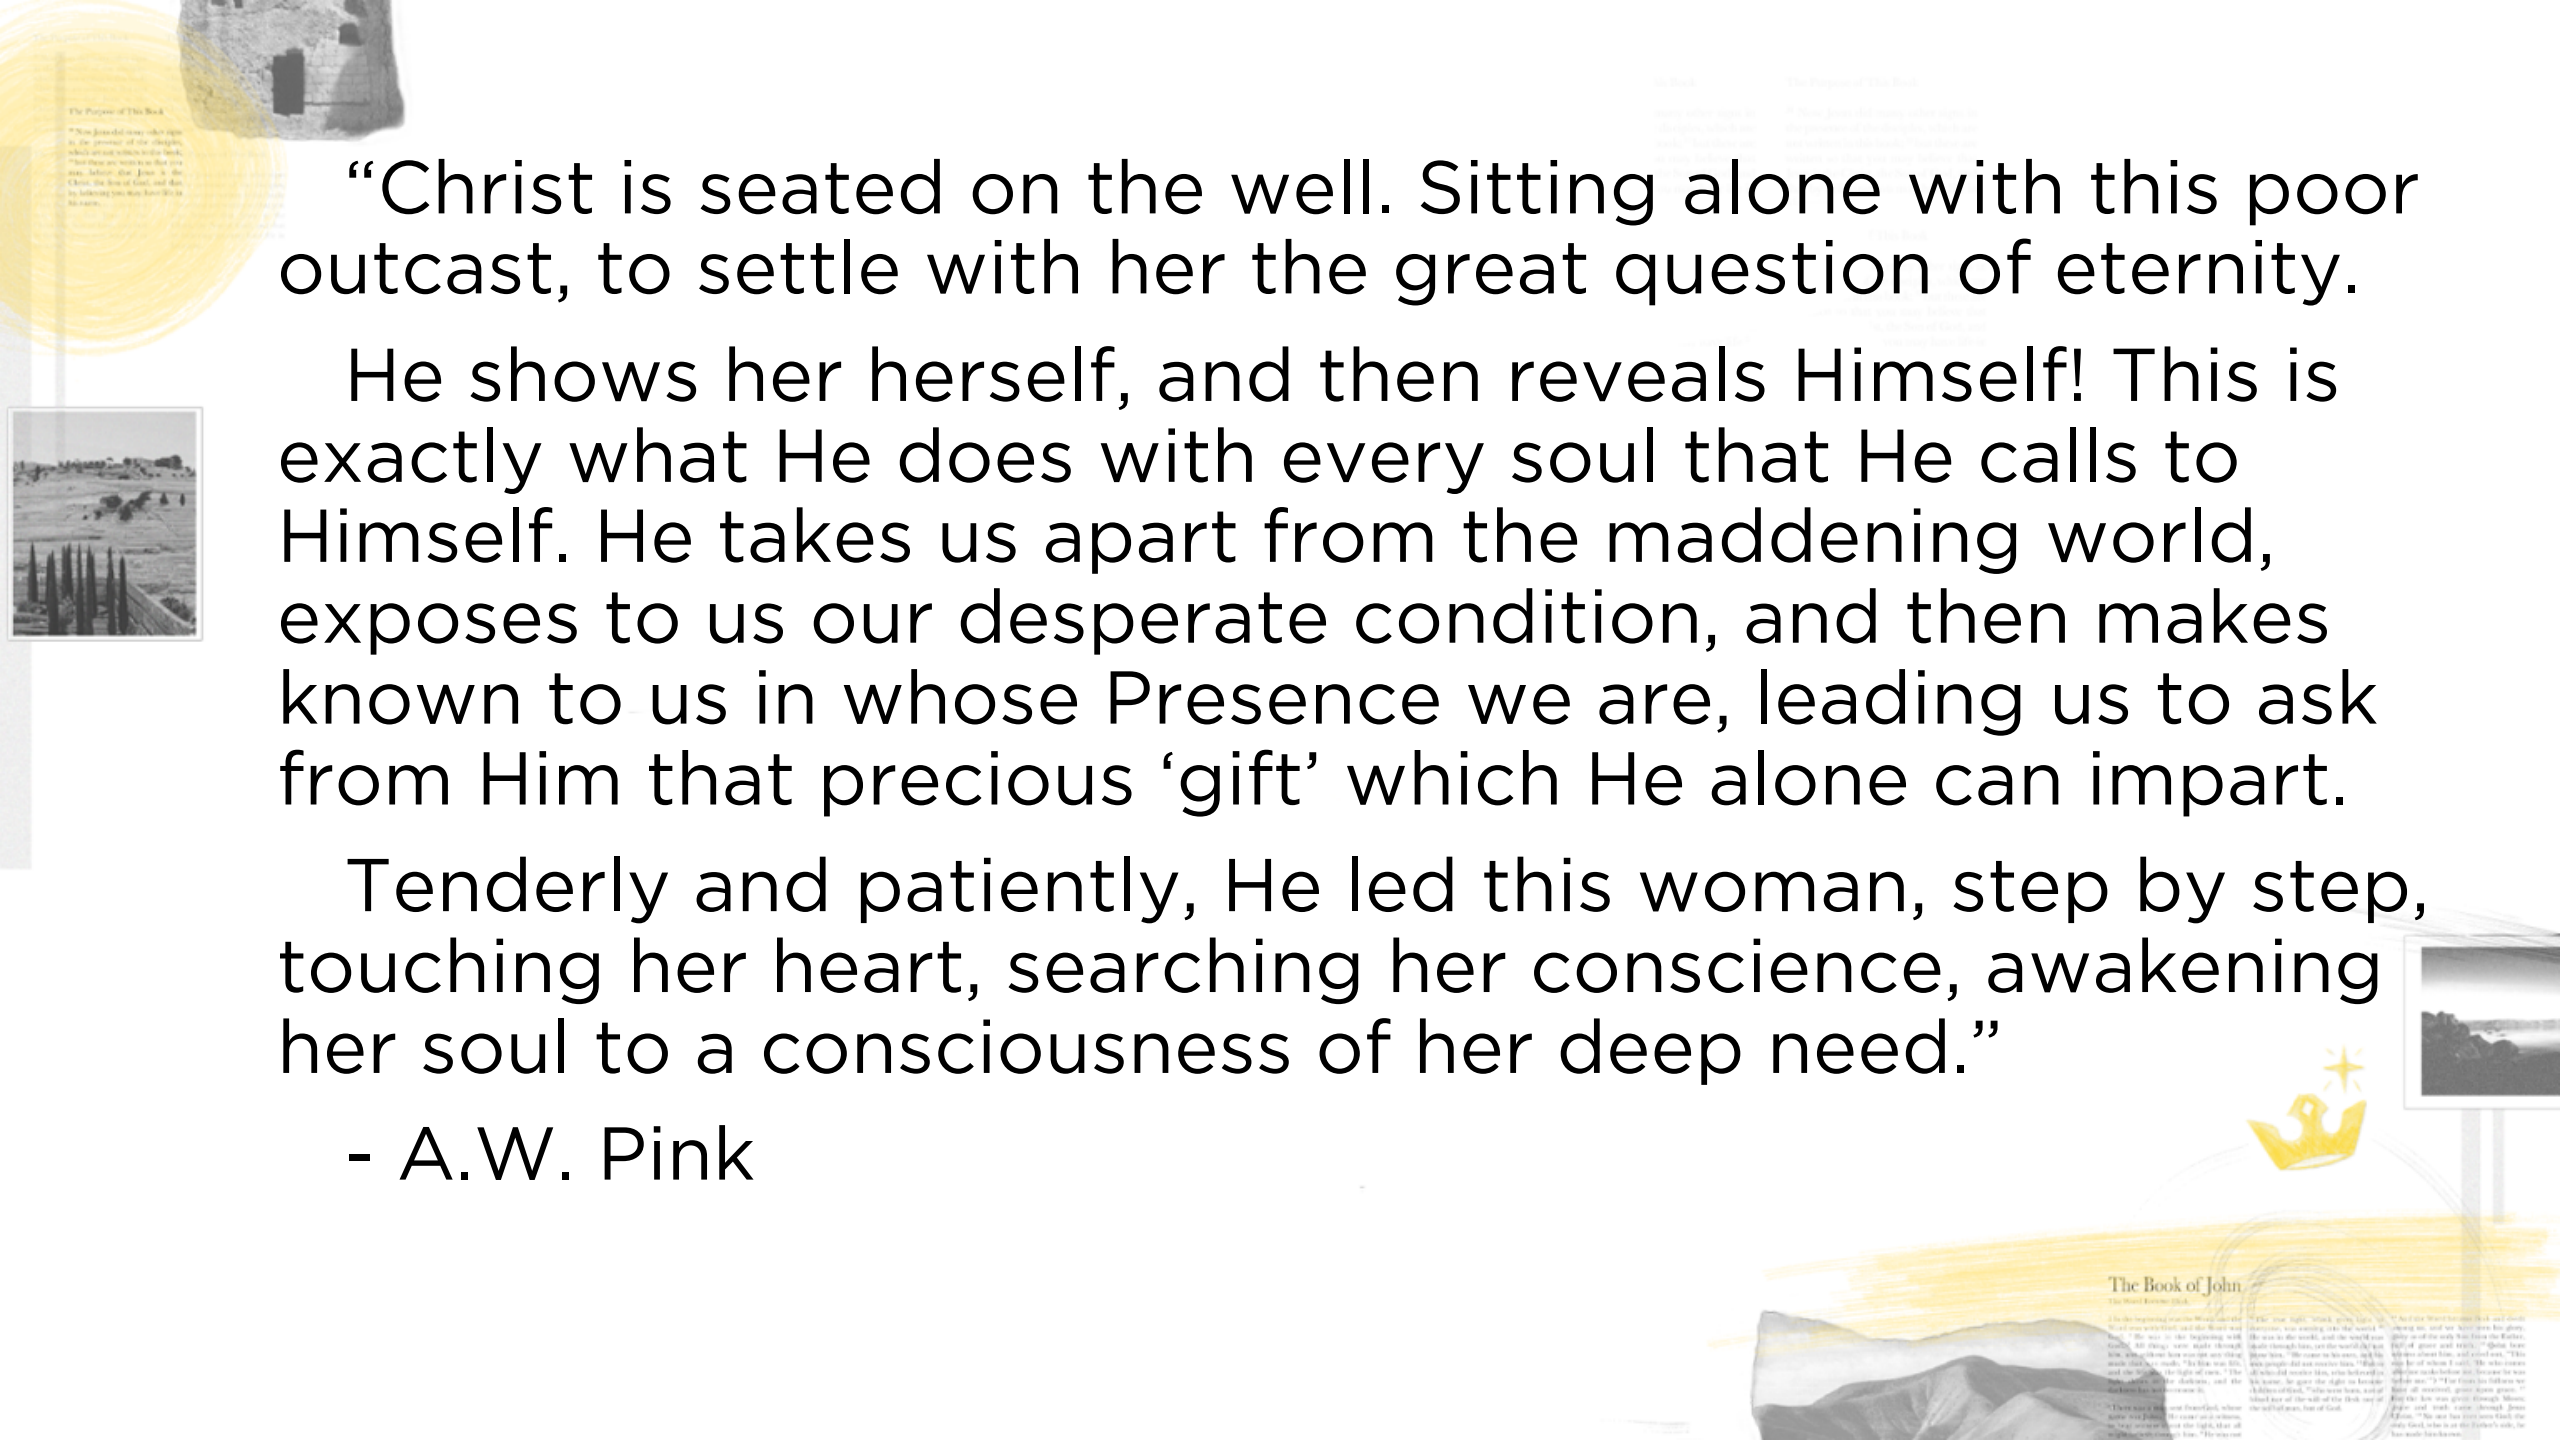 The Purpose of This Book
“Christ is seated on the well. Sitting alone with this poor
outcast, to settle with her the great question of eternity.
He shows her herself, and then reveals Himself! This is
exactly what He does with every soul that He calls to
Himself. He takes us apart from the maddening world,
exposes to us our desperate condition, and then makes
known to us in whose Presence we are, leading us to ask
from Him that precious ‘gift’ which He alone can impart.
Tenderly and patiently, He led this woman, step by step,
touching her heart, searching her conscience, awakening
her soul to a consciousness of her deep need.”
- A.W. Pink
The Book of John